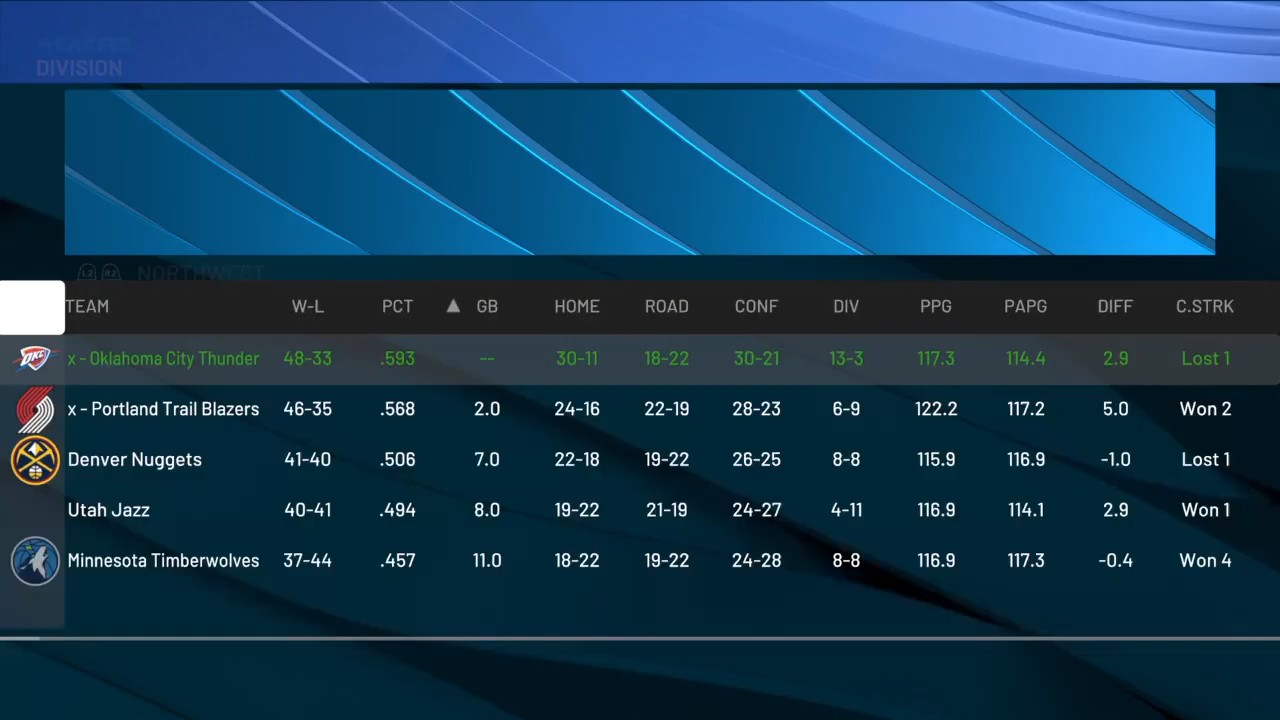 DIVISION
L2 R2 NORTHWEST
TEAM W-L PCT ▲ GB HOME ROAD CONF DIV PPG PAPG DIFF C.STRK
OKC x - Oklahoma City Thunder 48-33 .593 -- 30-11 18-22 30-21 13-3 117.3 114.4 2.9 Lost 1
x - Portland Trail Blazers 46-35 .568 2.0 24-16 22-19 28-23 6-9 122.2 117.2 5.0 Won 2
Denver Nuggets 41-40 .506 7.0 22-18 19-22 26-25 8-8 115.9 116.9 -1.0 Lost 1
Utah Jazz 40-41 .494 8.0 19-22 21-19 24-27 4-11 116.9 114.1 2.9 Won 1
Minnesota Timberwolves 37-44 .457 11.0 18-22 19-22 24-28 8-8 116.9 117.3 -0.4 Won 4